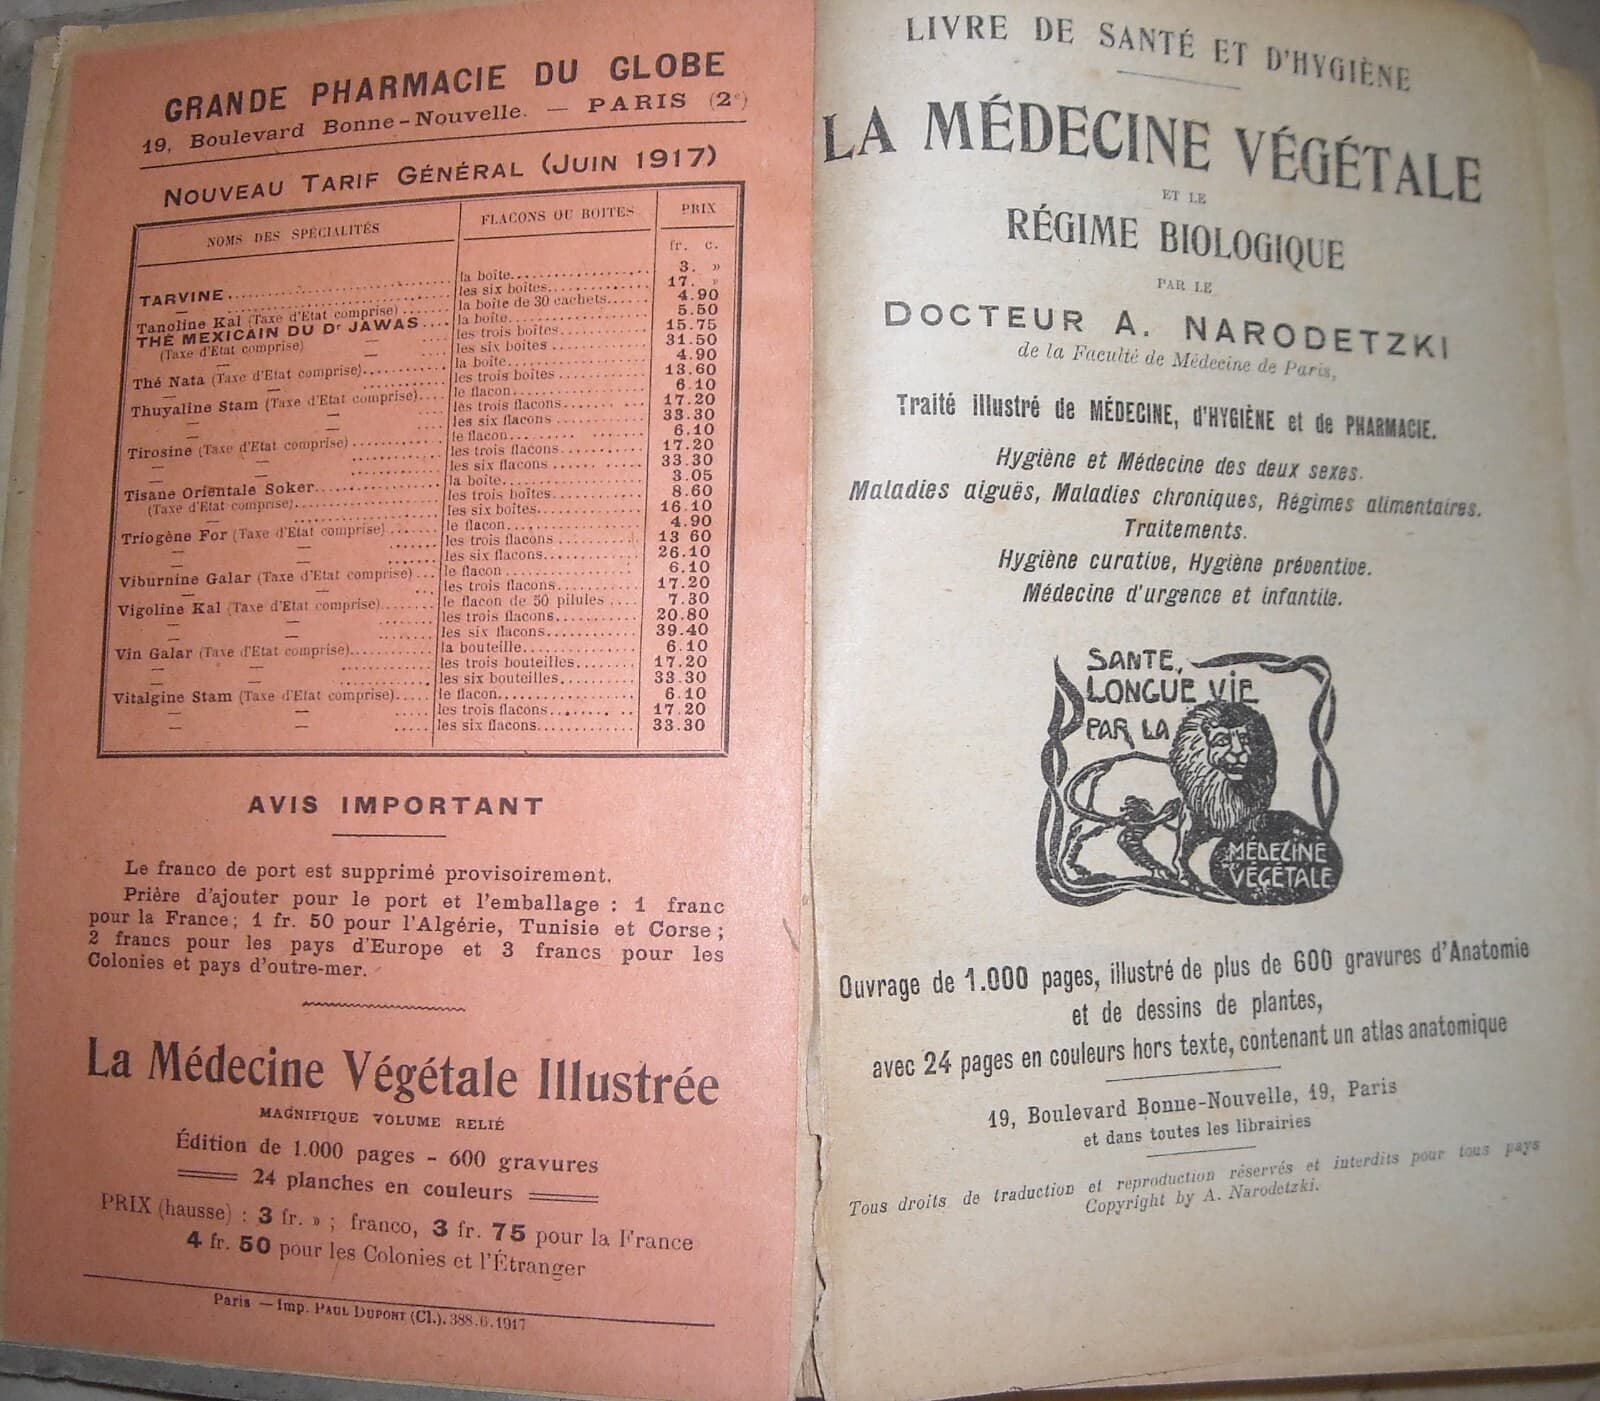 GRANDE PHARMACIE DU GLOBE
19, Boulevard Bonne-Nouvelle. — PARIS (2e)
NOUVEAU TARIF GÉNÉRAL (JUIN 1917)
NOMS DES SPÉCIALITÉS FLACONS OU BOITES PRIX
fr. c.
TARVINE la boîte 3. »
les six boîtes 17. »
Tanoline Kal (Taxe d'Etat comprise) la boîte de 30 cachets 4.90
THÉ MEXICAIN DU Dr JAWAS la boîte 5.50
(Taxe d'Etat comprise) — les trois boîtes 15.75
— les six boîtes 31.50
Thé Nata (Taxe d'Etat comprise) la boîte 4.90
— les trois boîtes 13.60
Thuyaline Stam (Taxe d'Etat comprise) le flacon 6.10
— — les trois flacons 17.20
— — les six flacons 33.30
Tirosine (Taxe d'Etat comprise) le flacon 6.10
— — les trois flacons 17.20
— — les six flacons 33.30
Tisane Orientale Soker la boîte 3.05
(Taxe d'Etat comprise) les trois boîtes 8.60
— les six boîtes 16.10
Triogène For (Taxe d'Etat comprise) le flacon 4.90
— — les trois flacons 13 60
— — les six flacons 26.10
Viburnine Galar (Taxe d'Etat comprise) le flacon 6.10
— — les trois flacons 17.20
Vigoline Kal (Taxe d'Etat comprise) le flacon de 50 pilules 7.30
— — les trois flacons 20.80
— — les six flacons 39.40
Vin Galar (Taxe d'Etat comprise) la bouteille 6.10
— — les trois bouteilles 17.20
— — les six bouteilles 33.30
Vitalgine Stam (Taxe d'Etat comprise) le flacon 6.10
— — les trois flacons 17.20
— — les six flacons 33.30
AVIS IMPORTANT
Le franco de port est supprimé provisoirement.
Prière d'ajouter pour le port et l'emballage : 1 franc
pour la France ; 1 fr. 50 pour l'Algérie, Tunisie et Corse ;
2 francs pour les pays d'Europe et 3 francs pour les
Colonies et pays d'outre-mer.
La Médecine Végétale Illustrée
MAGNIFIQUE VOLUME RELIÉ
Édition de 1.000 pages - 600 gravures
24 planches en couleurs
PRIX (hausse) : 3 fr. » ; franco, 3 fr. 75 pour la France
4 fr. 50 pour les Colonies et l'Étranger
Paris — Imp. PAUL DUPONT (Cl.). 388.6.1917
LIVRE DE SANTÉ ET D'HYGIÈNE
LA MÉDECINE VÉGÉTALE
ET LE
RÉGIME BIOLOGIQUE
PAR LE
DOCTEUR A. NARODETZKI
de la Faculté de Médecine de Paris,
Traité illustré de MÉDECINE, d'HYGIÈNE et de PHARMACIE.
Hygiène et Médecine des deux sexes.
Maladies aiguës, Maladies chroniques, Régimes alimentaires.
Traitements.
Hygiène curative, Hygiène préventive.
Médecine d'urgence et infantile.
SANTE,
LONGUE VIE
PAR LA
MÉDECINE
VÉGÉTALE
Ouvrage de 1.000 pages, illustré de plus de 600 gravures d'Anatomie
et de dessins de plantes,
avec 24 pages en couleurs hors texte, contenant un atlas anatomique
19, Boulevard Bonne-Nouvelle, 19, Paris
et dans toutes les librairies
Tous droits de traduction et reproduction réservés et interdits pour tous pays
Copyright by A. Narodetzki.